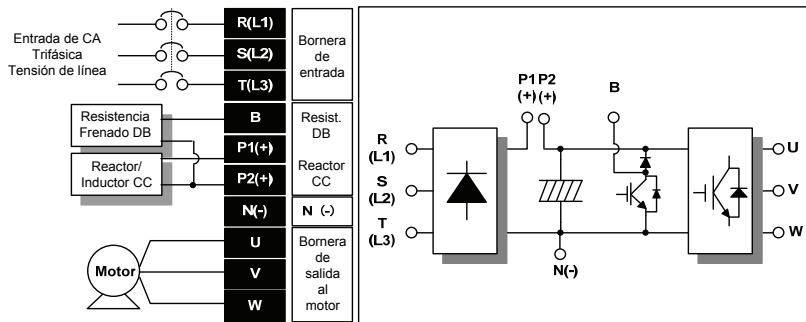 Entrada de CA
Trifásica
Tensión de línea
R(L1)
S(L2)
T(L3)
Bornera
de
entrada
Resistencia
Frenado DB
Reactor/
Inductor CC
B
P1(+)
P2(+)
Resist.
DB
Reactor
CC
N(-)
N (-)
Motor
U
V
W
Bornera
de
salida
al
motor
P1 P2
(+) (+)
B
R
(L1)
S
(L2)
T
(L3)
N(-)
U
V
W